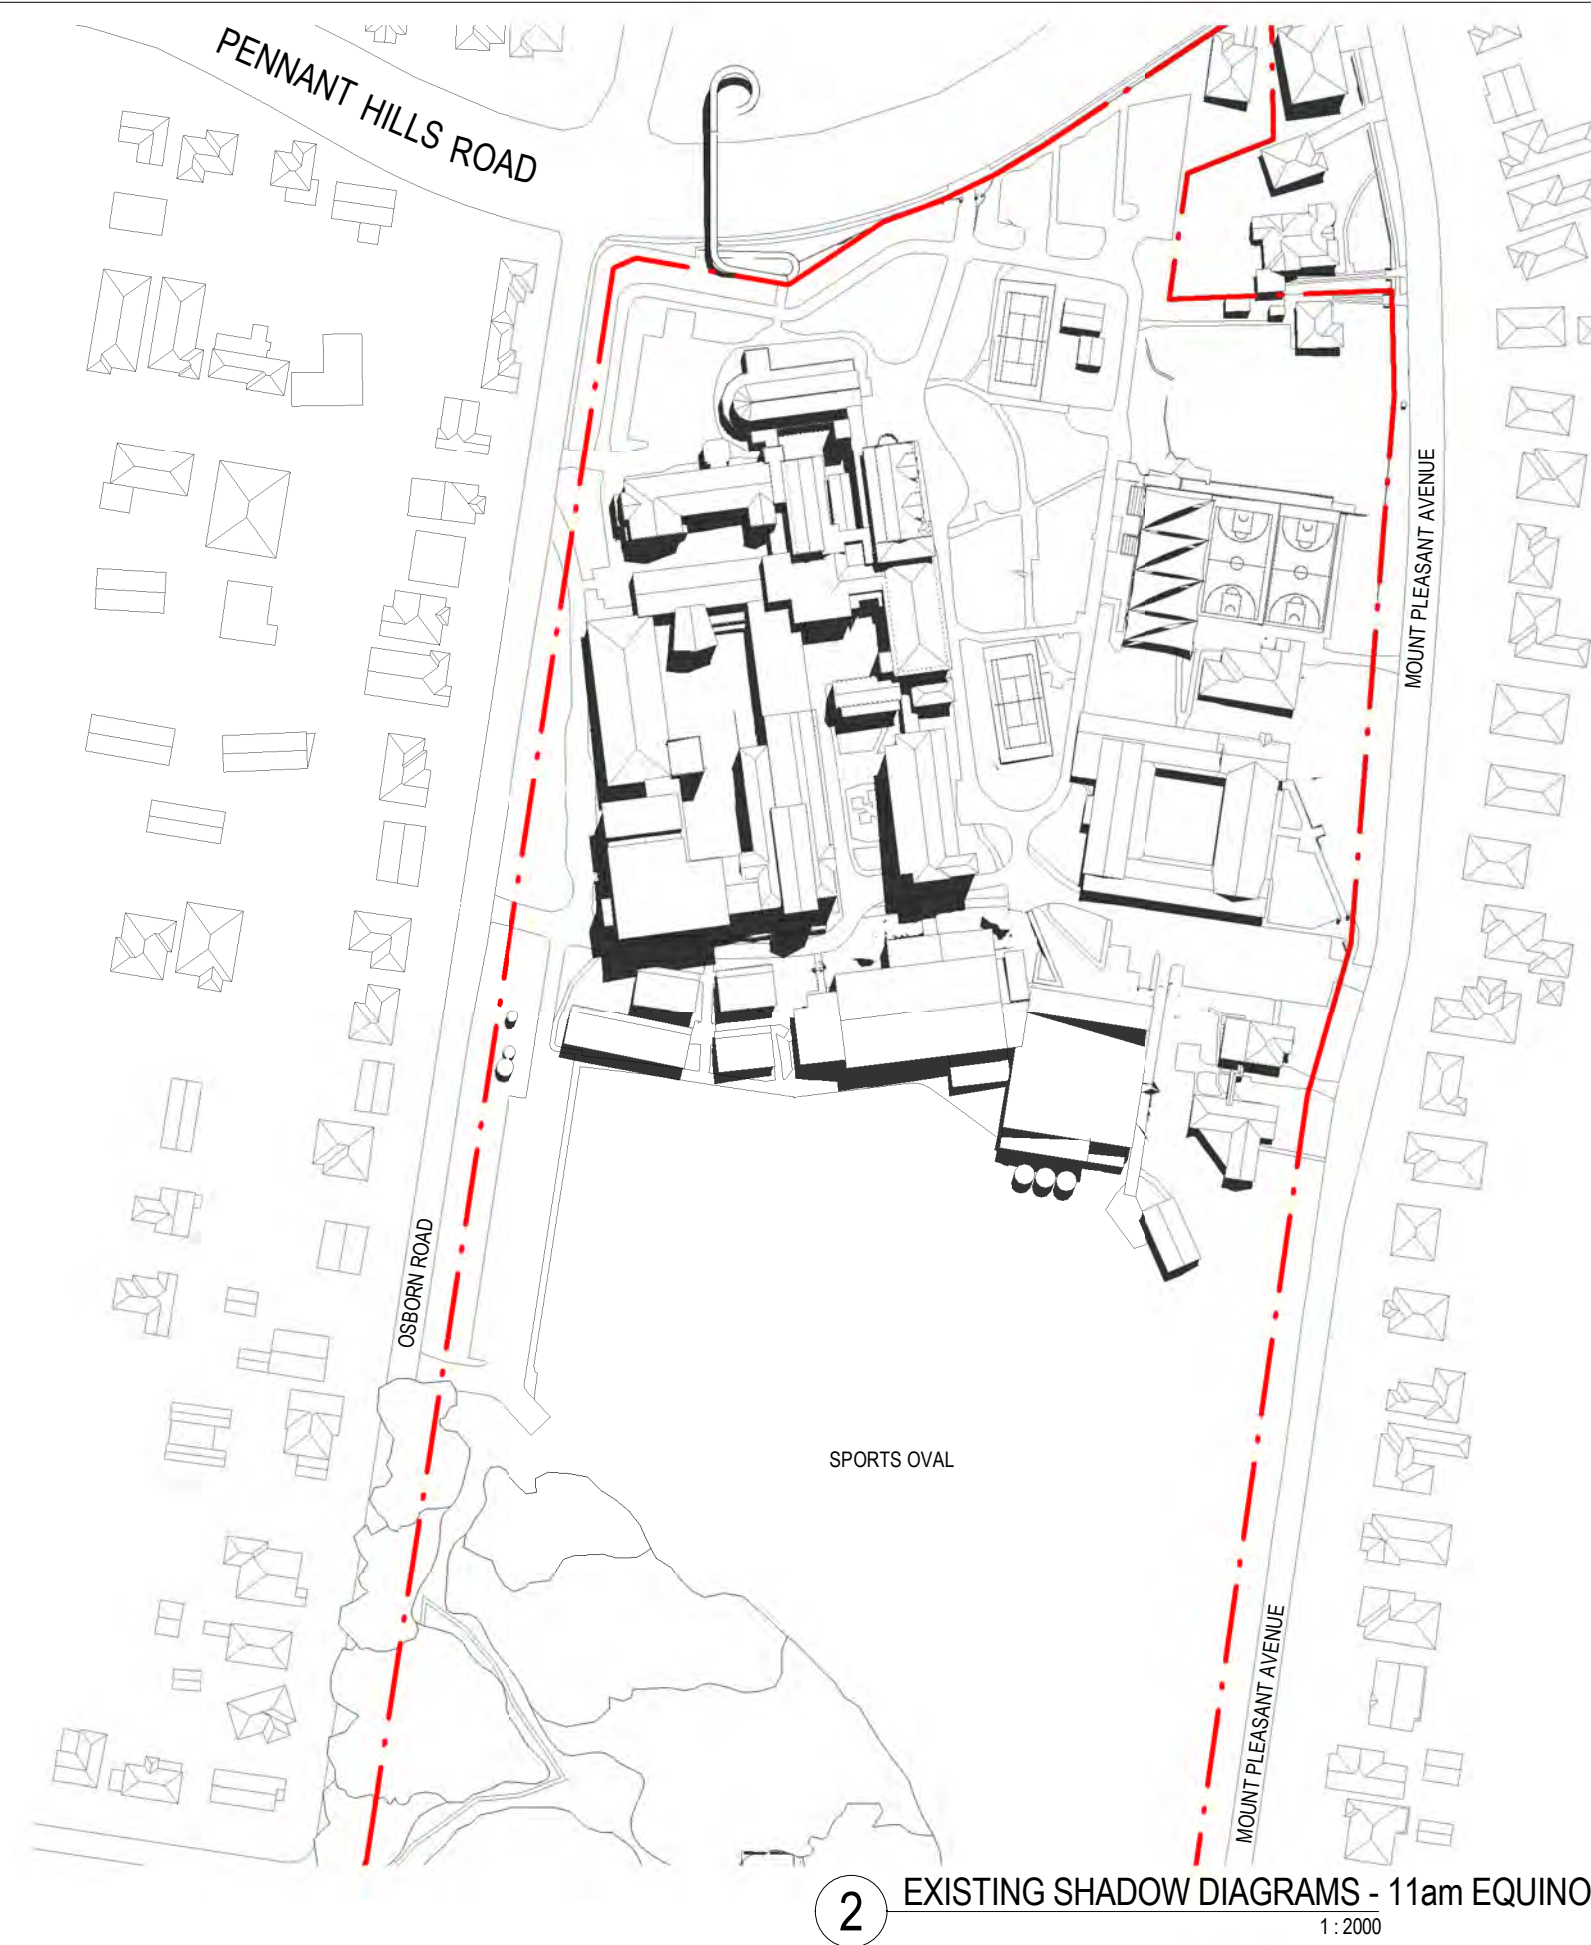 PENNANT HILLS ROAD
MOUNT PLEASANT AVENUE
OSBORN ROAD
SPORTS OVAL
MOUNT PLEASANT AVENUE
2
EXISTING SHADOW DIAGRAMS - 11am EQUINO
1 : 2000